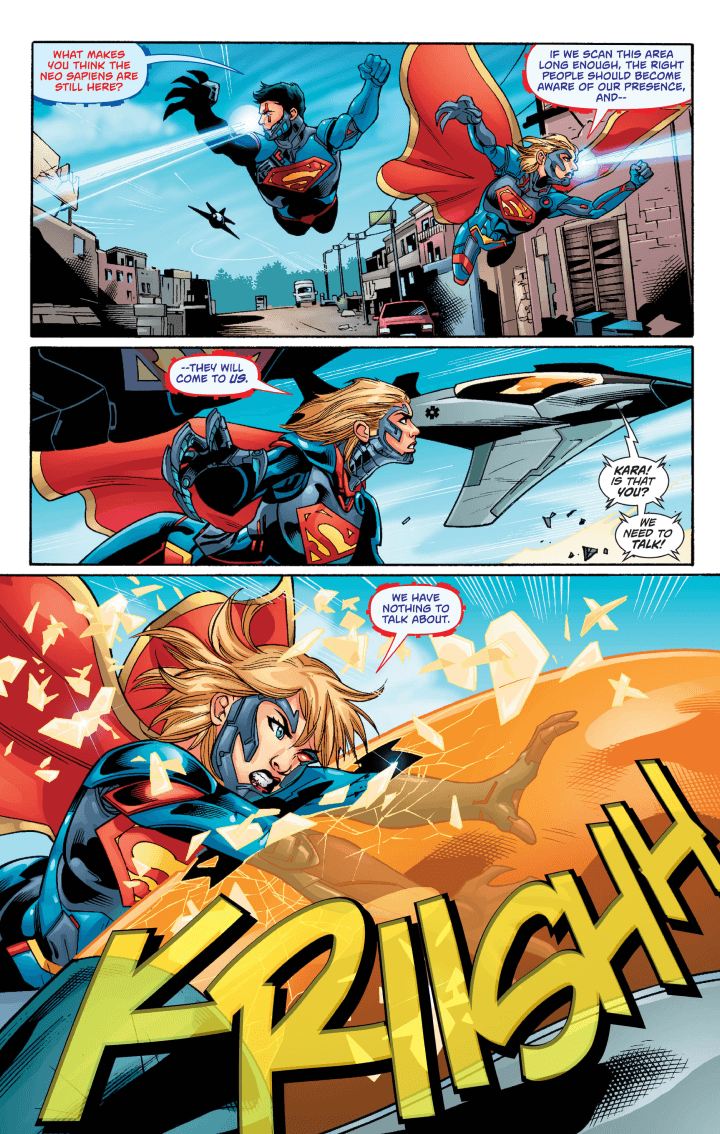 WHAT MAKES
YOU THINK THE
NEO SAPIENS ARE
STILL HERE?
IF WE SCAN THIS AREA
LONG ENOUGH, THE RIGHT
PEOPLE SHOULD BECOME
AWARE OF OUR PRESENCE,
AND--
--THEY WILL
COME TO US.
KARA!
IS THAT
YOU?
WE
NEED TO
TALK!
WE HAVE
NOTHING TO
TALK ABOUT.
KRIISHH